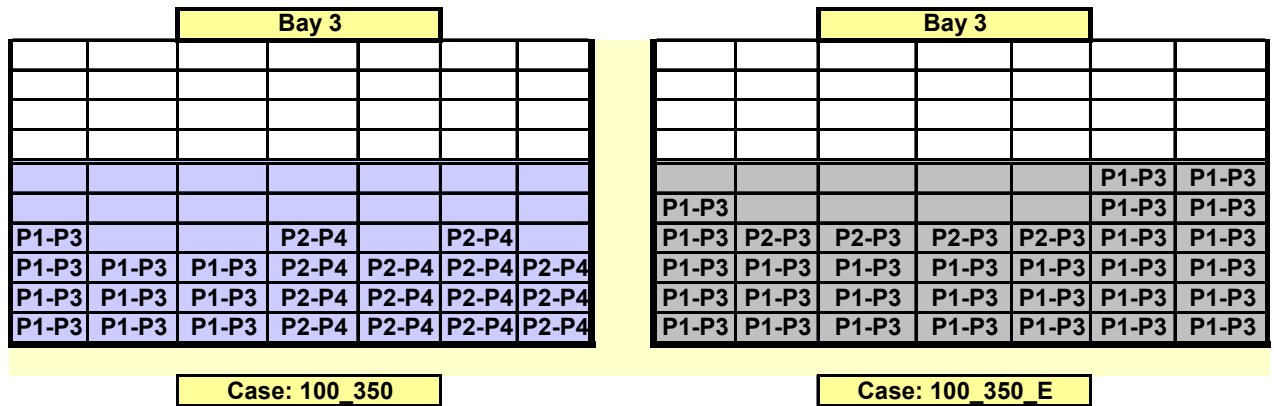 Bay 3 Bay 3
P1-P3 P1-P3
P1-P3 P1-P3 P1-P3
P1-P3 P2-P4 P2-P4 P1-P3 P2-P3 P2-P3 P2-P3 P2-P3 P1-P3 P1-P3
P1-P3 P1-P3 P1-P3 P2-P4 P2-P4 P2-P4 P2-P4 P1-P3 P1-P3 P1-P3 P1-P3 P1-P3 P1-P3 P1-P3
P1-P3 P1-P3 P1-P3 P2-P4 P2-P4 P2-P4 P2-P4 P1-P3 P1-P3 P1-P3 P1-P3 P1-P3 P1-P3 P1-P3
P1-P3 P1-P3 P1-P3 P2-P4 P2-P4 P2-P4 P2-P4 P1-P3 P1-P3 P1-P3 P1-P3 P1-P3 P1-P3 P1-P3
Case: 100_350 Case: 100_350_E